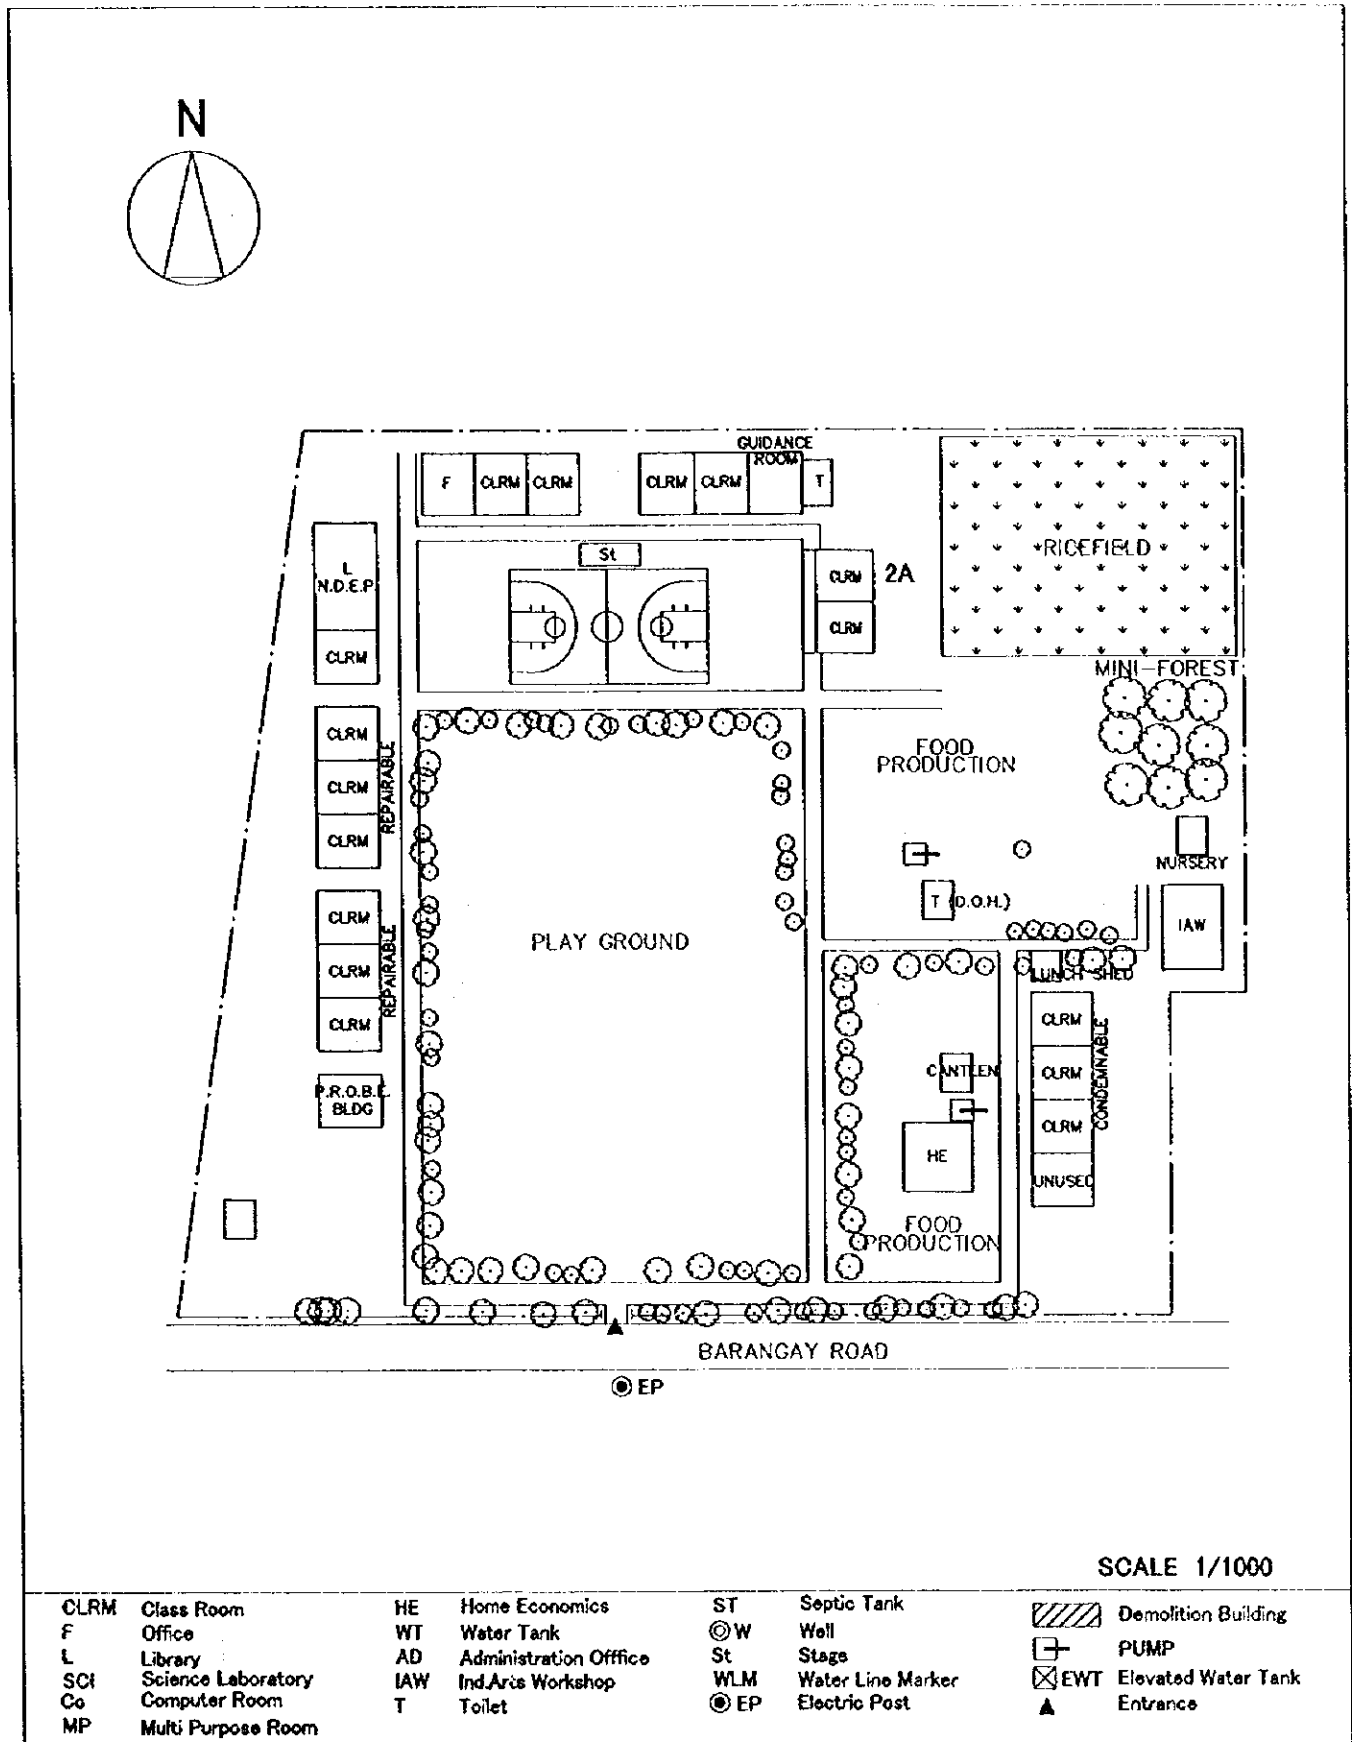 N
GUIDANCE
ROOM
F
CLRM
CLRM
CLRM
CLRM
T
St
L
N.D.E.P.
CLRM
CLRM
2A
CLRM
RICEFIELD
MINI-FOREST
CLRM
CLRM
CLRM
REPAIRABLE
FOOD
PRODUCTION
NURSERY
T (D.O.H.)
IAW
CLRM
CLRM
CLRM
REPAIRABLE
PLAY GROUND
LUNCH SHED
CLRM
CLRM
CLRM
UNUSED
CONDEMNABLE
CANTEEN
P.R.O.B.E.
BLDG
HE
FOOD
PRODUCTION
BARANGAY ROAD
EP
SCALE 1/1000
CLRM Class Room
F Office
L Library
SCI Science Laboratory
Co Computer Room
MP Multi Purpose Room
HE Home Economics
WT Water Tank
AD Administration Offfice
IAW Ind.Arts Workshop
T Toilet
ST Septic Tank
W Well
St Stage
WLM Water Line Marker
EP Electric Post
Demolition Building
PUMP
EWT Elevated Water Tank
Entrance